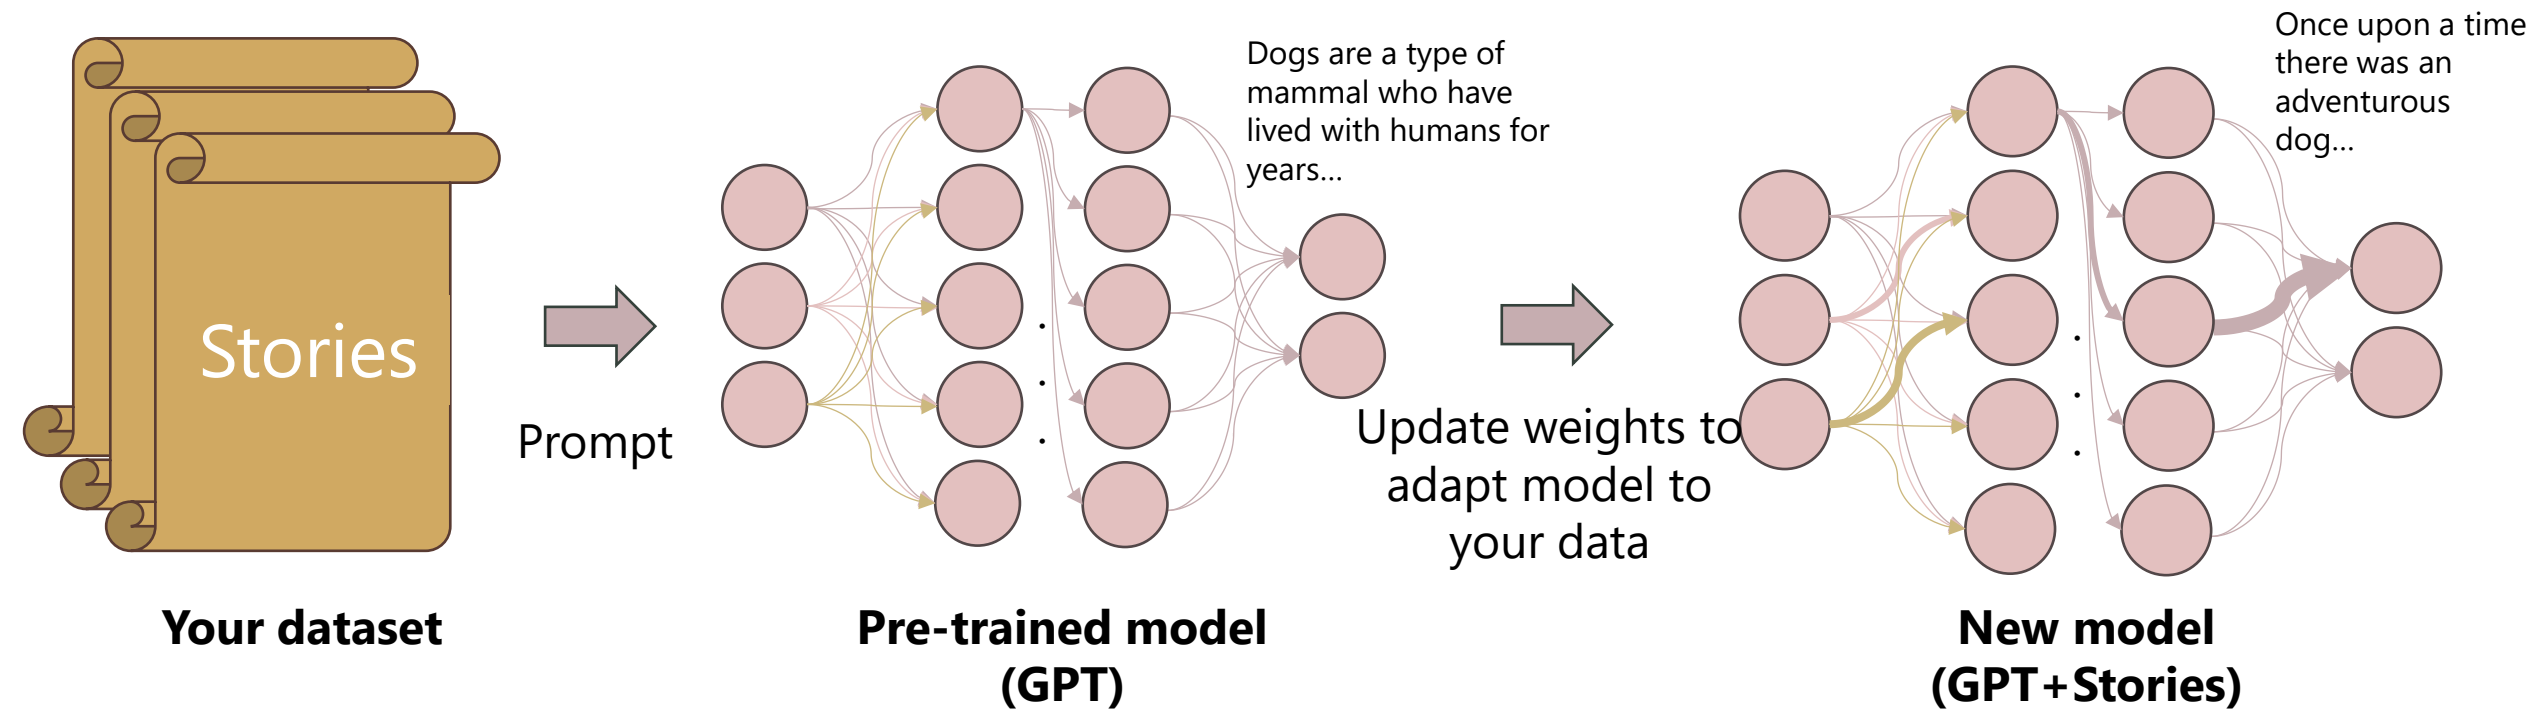 Stories
Your dataset
Prompt
Dogs are a type of
mammal who have
lived with humans for
years...
. 
.
.
Pre-trained model
(GPT)
Update weights to
adapt model to
your data
Once upon a time
there was an
adventurous
dog...
.
.
.
New model
(GPT+Stories)